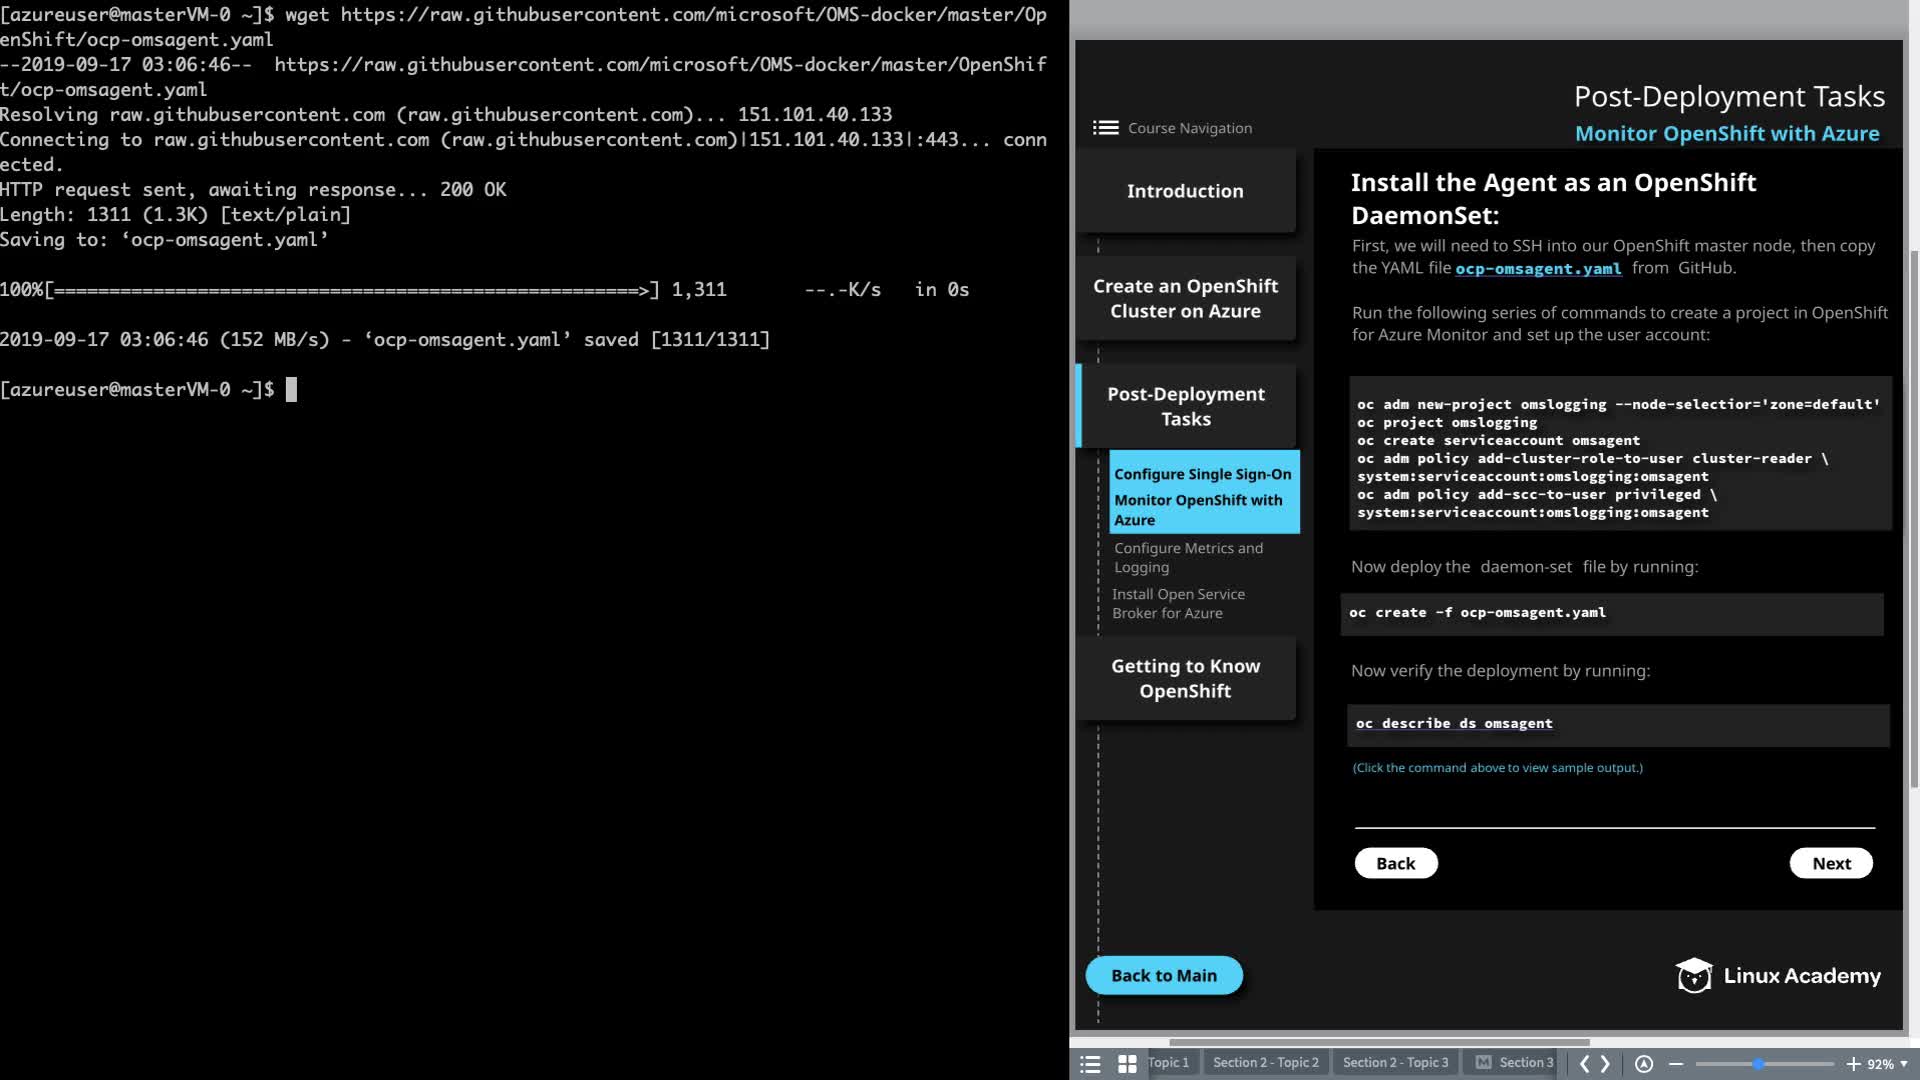 [azureuser@masterVM-0 ~]$ wget https://raw.githubusercontent.com/microsoft/OMS-docker/master/Op
enShift/ocp-omsagent.yaml
--2019-09-17 03:06:46--  https://raw.githubusercontent.com/microsoft/OMS-docker/master/OpenShif
t/ocp-omsagent.yaml
Resolving raw.githubusercontent.com (raw.githubusercontent.com)... 151.101.40.133
Connecting to raw.githubusercontent.com (raw.githubusercontent.com)|151.101.40.133|:443... conn
ected.
HTTP request sent, awaiting response... 200 OK
Length: 1311 (1.3K) [text/plain]
Saving to: ‘ocp-omsagent.yaml’
100%[=====================================================>] 1,311       --.-K/s   in 0s
2019-09-17 03:06:46 (152 MB/s) - ‘ocp-omsagent.yaml’ saved [1311/1311]
[azureuser@masterVM-0 ~]$
Post-Deployment Tasks
Monitor OpenShift with Azure
Course Navigation
Introduction
Create an OpenShift
Cluster on Azure
Post-Deployment
Tasks
Configure Single Sign-On
Monitor OpenShift with
Azure
Configure Metrics and
Logging
Install Open Service
Broker for Azure
Getting to Know
OpenShift
Back to Main
Install the Agent as an OpenShift
DaemonSet:
First, we will need to SSH into our OpenShift master node, then copy
the YAML file ocp-omsagent.yaml from GitHub.
Run the following series of commands to create a project in OpenShift
for Azure Monitor and set up the user account:
oc adm new-project omslogging --node-selectior='zone=default'
oc project omslogging
oc create serviceaccount omsagent
oc adm policy add-cluster-role-to-user cluster-reader \
system:serviceaccount:omslogging:omsagent
oc adm policy add-scc-to-user privileged \
system:serviceaccount:omslogging:omsagent
Now deploy the daemon-set file by running:
oc create -f ocp-omsagent.yaml
Now verify the deployment by running:
oc describe ds omsagent
(Click the command above to view sample output.)
Back
Next
Linux Academy
Topic 1
Section 2 - Topic 2
Section 2 - Topic 3
M
Section 3
92%